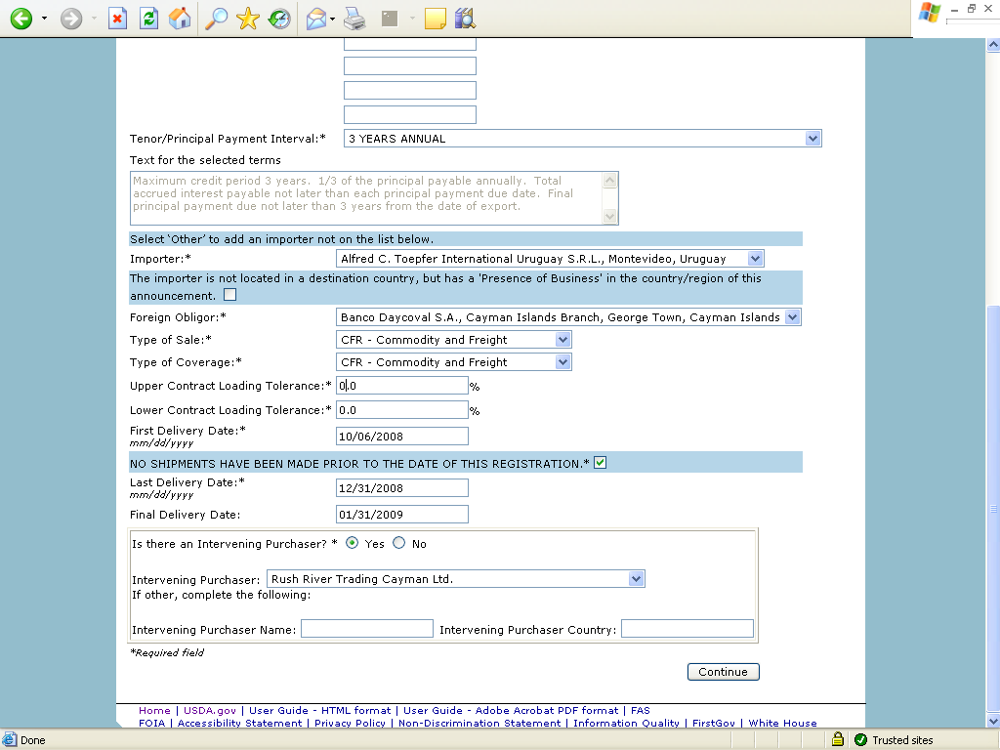 Tenor/Principal Payment Interval:* 3 YEARS ANNUAL
Text for the selected terms
Maximum credit period 3 years.  1/3 of the principal payable annually.  Total
accrued interest payable not later than each principal payment due date.  Final
principal payment due not later than 3 years from the date of export.
Select ‘Other’ to add an importer not on the list below.
Importer:* Alfred C. Toepfer International Uruguay S.R.L., Montevideo, Uruguay
The importer is not located in a destination country, but has a 'Presence of Business' in the country/region of this
announcement.
Foreign Obligor:* Banco Daycoval S.A., Cayman Islands Branch, George Town, Cayman Islands
Type of Sale:* CFR - Commodity and Freight
Type of Coverage:* CFR - Commodity and Freight
Upper Contract Loading Tolerance:* 0.0 %
Lower Contract Loading Tolerance:* 0.0 %
First Delivery Date:* 10/06/2008
mm/dd/yyyy
NO SHIPMENTS HAVE BEEN MADE PRIOR TO THE DATE OF THIS REGISTRATION.*
Last Delivery Date:* 12/31/2008
mm/dd/yyyy
Final Delivery Date: 01/31/2009
Is there an Intervening Purchaser? * Yes No
Intervening Purchaser: Rush River Trading Cayman Ltd.
If other, complete the following:
Intervening Purchaser Name: Intervening Purchaser Country:
*Required field
Continue
Home | USDA.gov | User Guide - HTML format | User Guide - Adobe Acrobat PDF format | FAS
FOIA | Accessibility Statement | Privacy Policy | Non-Discrimination Statement | Information Quality | FirstGov | White House
Done Trusted sites